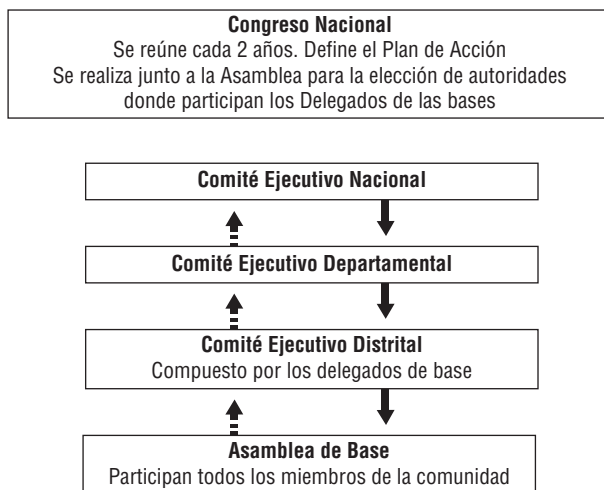 Congreso Nacional
Se reúne cada 2 años. Define el Plan de Acción
Se realiza junto a la Asamblea para la elección de autoridades
donde participan los Delegados de las bases
Comité Ejecutivo Nacional
Comité Ejecutivo Departamental
Comité Ejecutivo Distrital
Compuesto por los delegados de base
Asamblea de Base
Participan todos los miembros de la comunidad